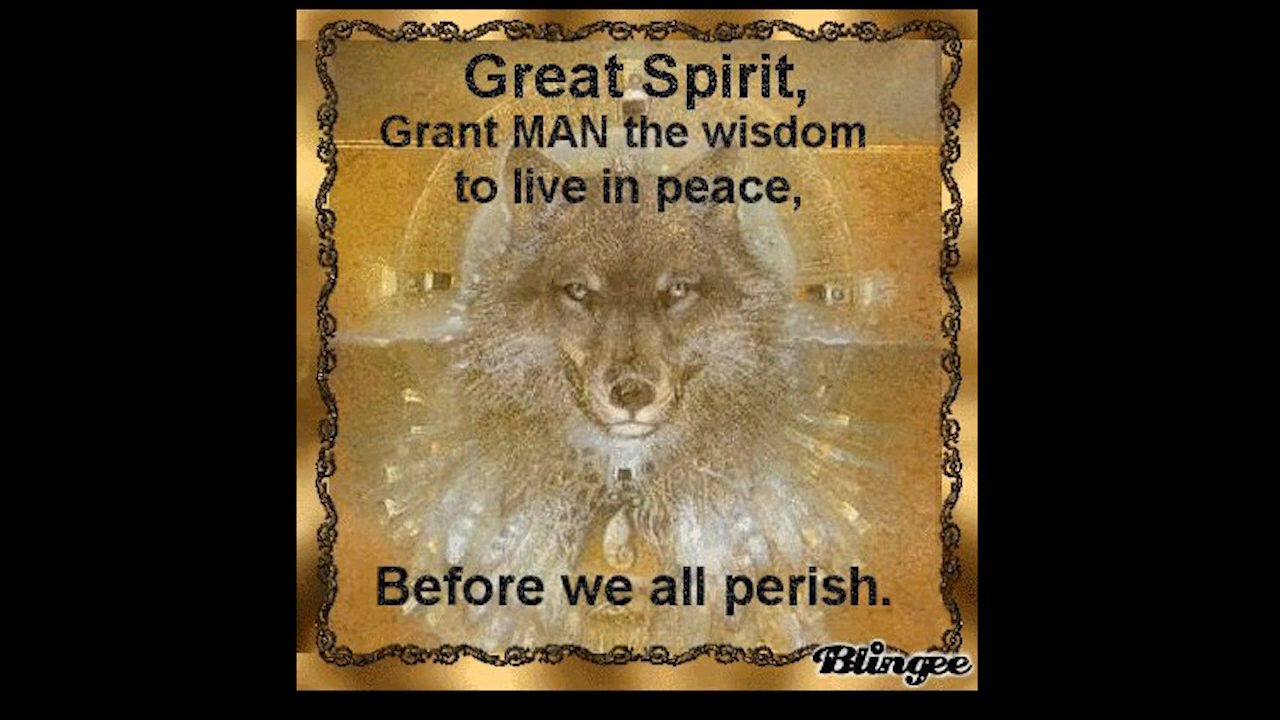 Great Spirit,
Grant MAN the wisdom
to live in peace,
Before we all perish.
Blingee